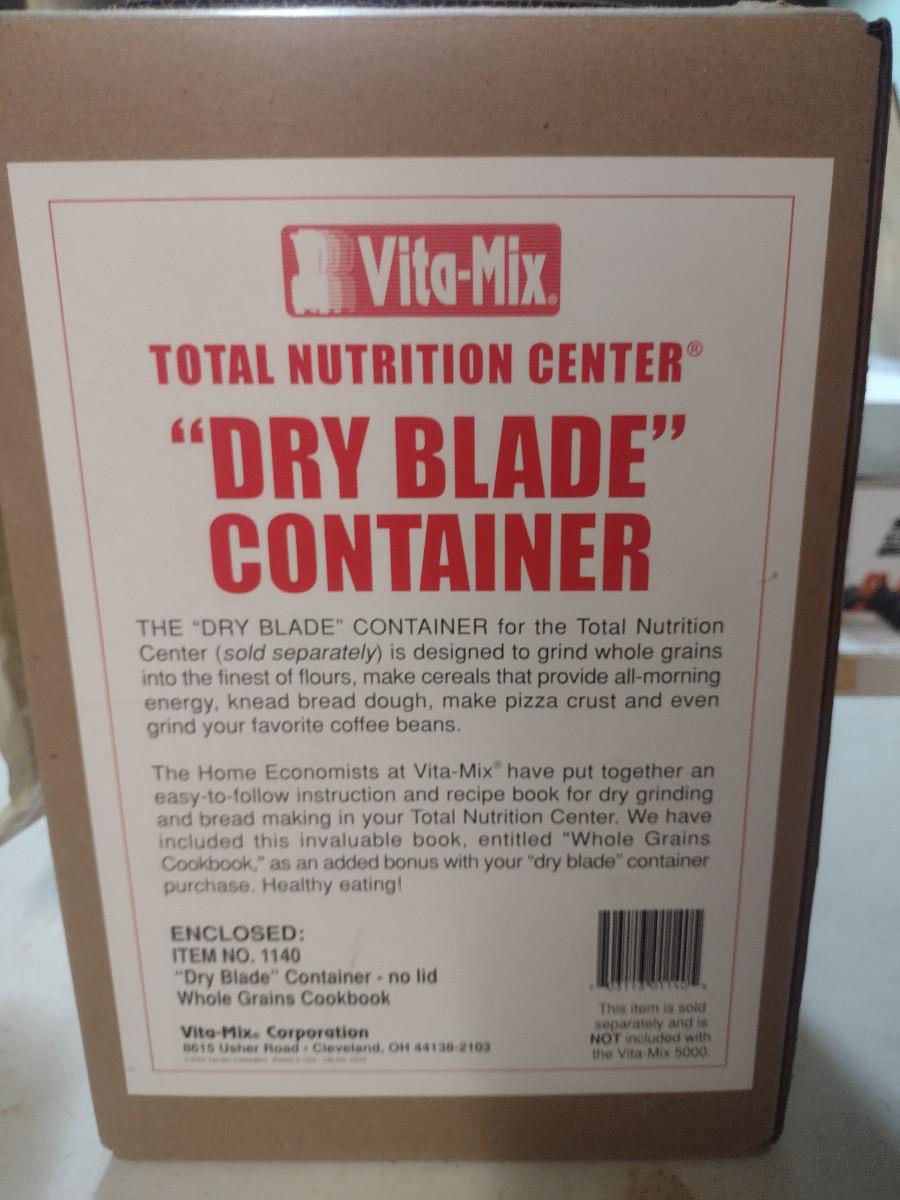 Vita-Mix®
TOTAL NUTRITION CENTER®
“DRY BLADE”
CONTAINER
THE “DRY BLADE” CONTAINER for the Total Nutrition
Center (sold separately) is designed to grind whole grains
into the finest of flours, make cereals that provide all-morning
energy, knead bread dough, make pizza crust and even
grind your favorite coffee beans.
The Home Economists at Vita-Mix® have put together an
easy-to-follow instruction and recipe book for dry grinding
and bread making in your Total Nutrition Center. We have
included this invaluable book, entitled "Whole Grains
Cookbook," as an added bonus with your "dry blade" container
purchase. Healthy eating!
ENCLOSED:
ITEM NO. 1140
"Dry Blade" Container - no lid
Whole Grains Cookbook
Vita-Mix® Corporation
8615 Usher Road - Cleveland, OH 44138-2103
This item is sold
separately and is
NOT included with
the Vita-Mix 5000.